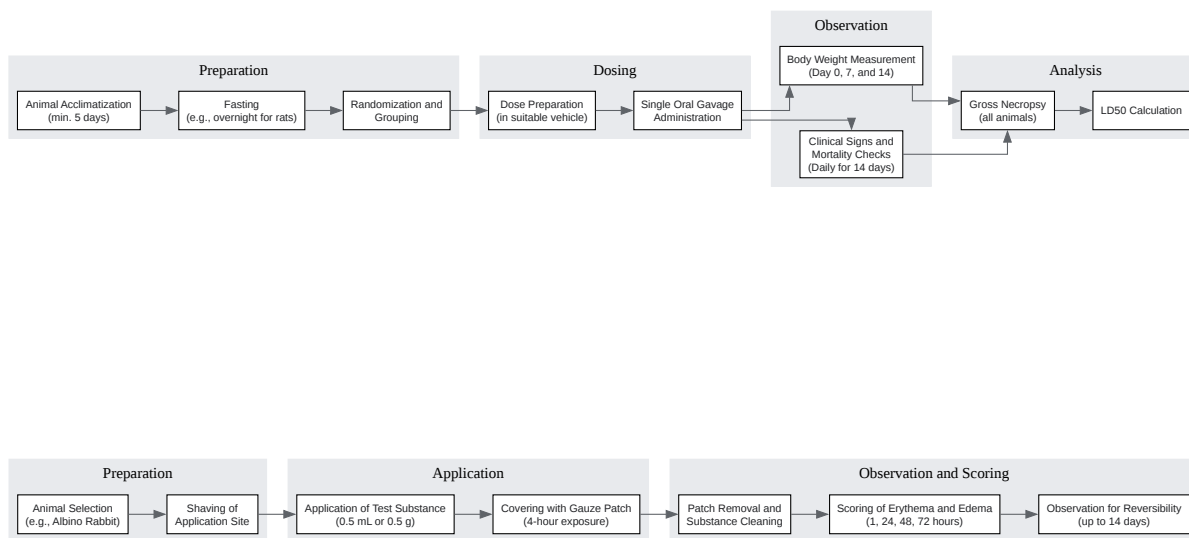 Preparation
Animal Acclimatization
(min. 5 days)
Fasting
(e.g., overnight for rats)
Randomization and
Grouping
Dosing
Dose Preparation
(in suitable vehicle)
Single Oral Gavage
Administration
Observation
Body Weight Measurement
(Day 0, 7, and 14)
Clinical Signs and
Mortality Checks
(Daily for 14 days)
Analysis
Gross Necropsy
(all animals)
LD50 Calculation
Preparation
Animal Selection
(e.g., Albino Rabbit)
Shaving of
Application Site
Application
Application of Test Substance
(0.5 mL or 0.5 g)
Covering with Gauze Patch
(4-hour exposure)
Observation and Scoring
Patch Removal and
Substance Cleaning
Scoring of Erythema and Edema
(1, 24, 48, 72 hours)
Observation for Reversibility
(up to 14 days)